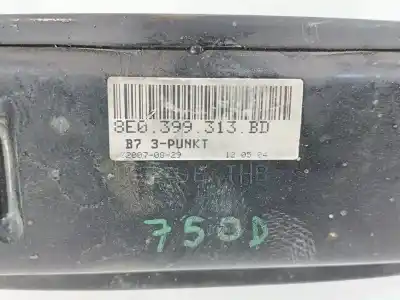 8E0.399.313.BD
B7 3-PUNKT
2007-08-29 12 05 24
750D